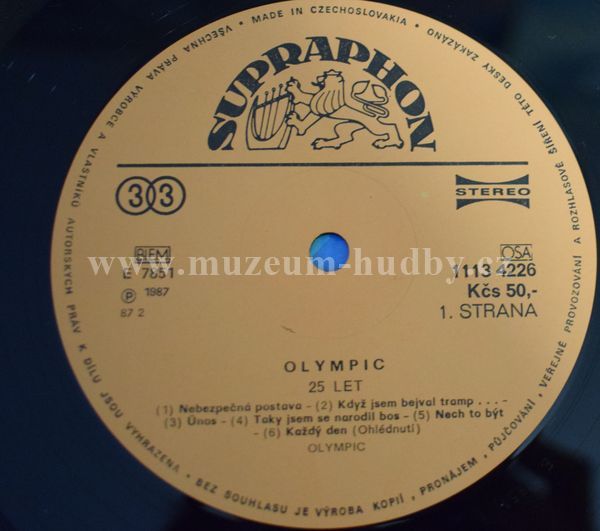 VŠECHNA PRÁVA VÝROBCE A VLASTNÍKŮ AUTORSKÝCH PRÁV K DÍLU JSOU VYHRAZENA • BEZ SOUHLASU JE VÝROBA KOPIÍ, PRONÁJEM, PŮJČOVÁNÍ, VEŘEJNÉ PROVOZOVÁNÍ A ROZHLASOVÉ ŠÍŘENÍ TÉTO DESKY ZAKÁZÁNO • MADE IN CZECHOSLOVAKIA •
SUPRAPHON
33
STEREO
BIEM
OSA
www.muzeum-hudby.cz
E 7851
1113 4226
Ⓟ 1987
Kčs 50,-
87 2
1. STRANA
OLYMPIC
25 LET
(1) Nebezpečná postava - (2) Když jsem bejval tramp . . . -
(3) Únos - (4) Taky jsem se narodil bos - (5) Nech to být
- (6) Každý den (Ohlédnutí)
OLYMPIC